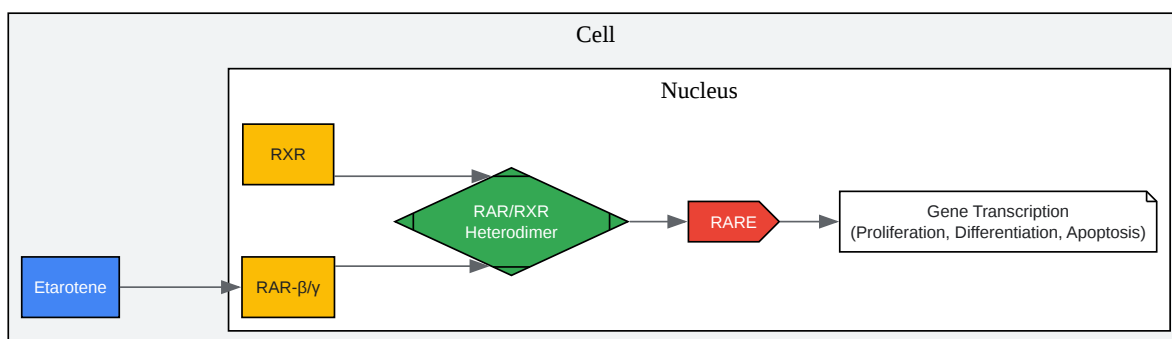 Cell
Nucleus
RXR
RAR/RXR
Heterodimer
RARE
Gene Transcription
(Proliferation, Differentiation, Apoptosis)
Etarotene
RAR-β/γ